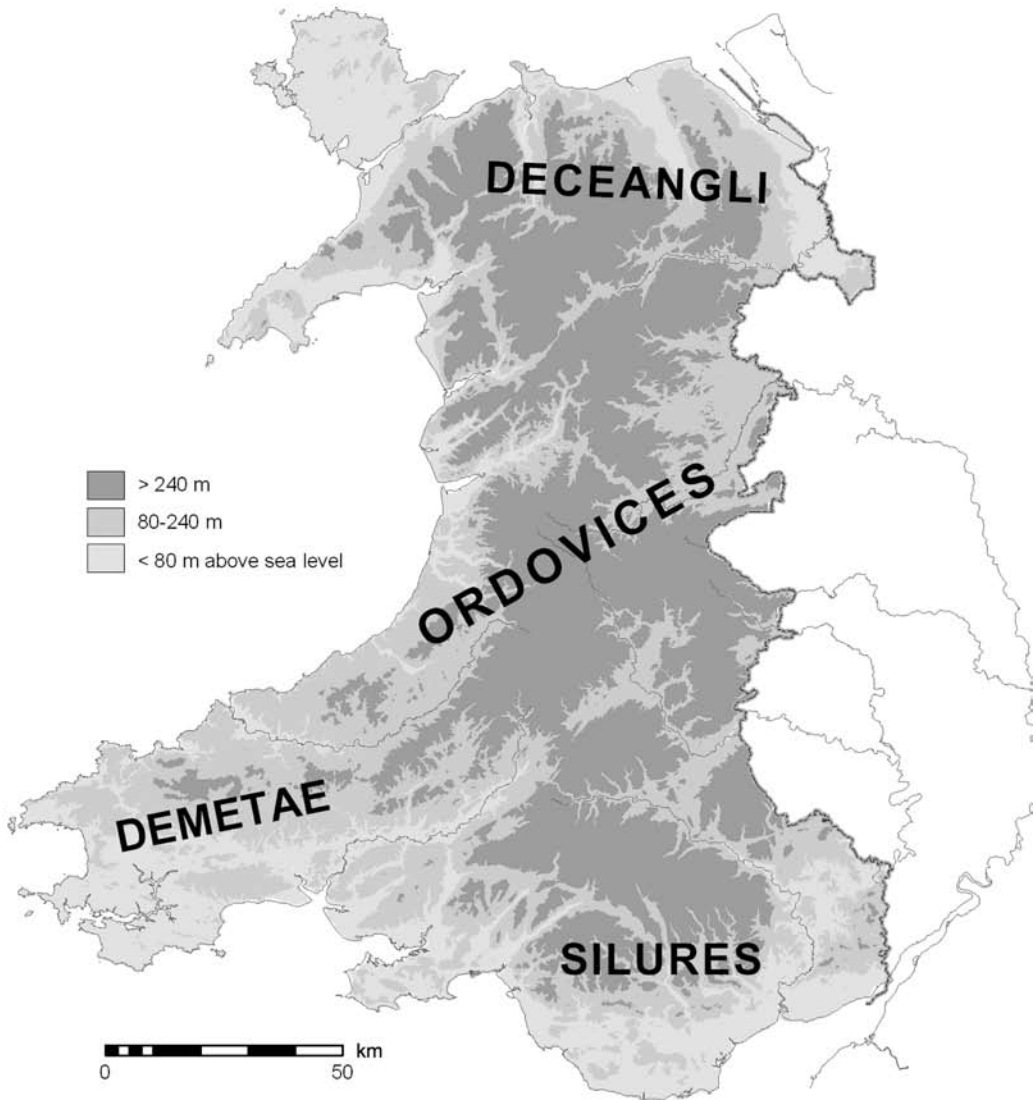 DECEANGLI
> 240 m
80-240 m
< 80 m above sea level
ORDOVICES
DEMETAE
SILURES
km
0 50